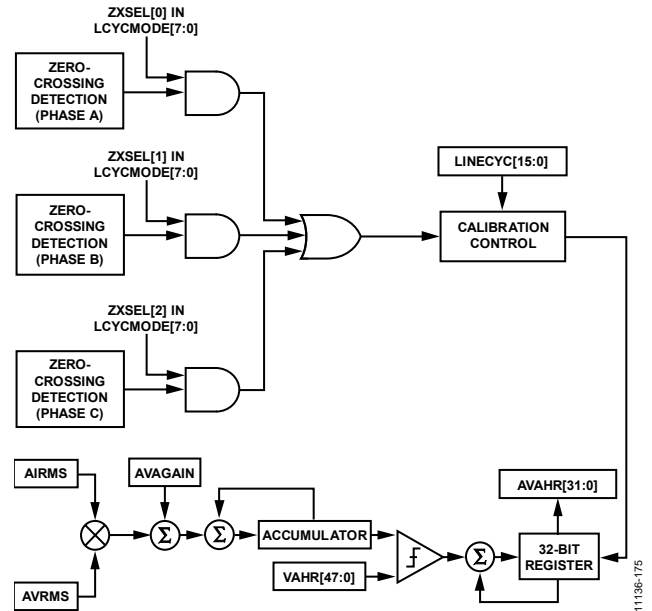 ZXSEL[0] IN
LCYCMODE[7:0]
ZERO-
CROSSING
DETECTION
(PHASE A)
ZXSEL[1] IN
LCYCMODE[7:0]
ZERO-
CROSSING
DETECTION
(PHASE B)
LINECYC[15:0]
CALIBRATION
CONTROL
ZXSEL[2] IN
LCYCMODE[7:0]
ZERO-
CROSSING
DETECTION
(PHASE C)
AIRMS
AVAGAIN
AVAHR[31:0]
Σ
Σ
ACCUMULATOR
Σ
32-BIT
REGISTER
AVRMS
VAHR[47:0]
11136-175